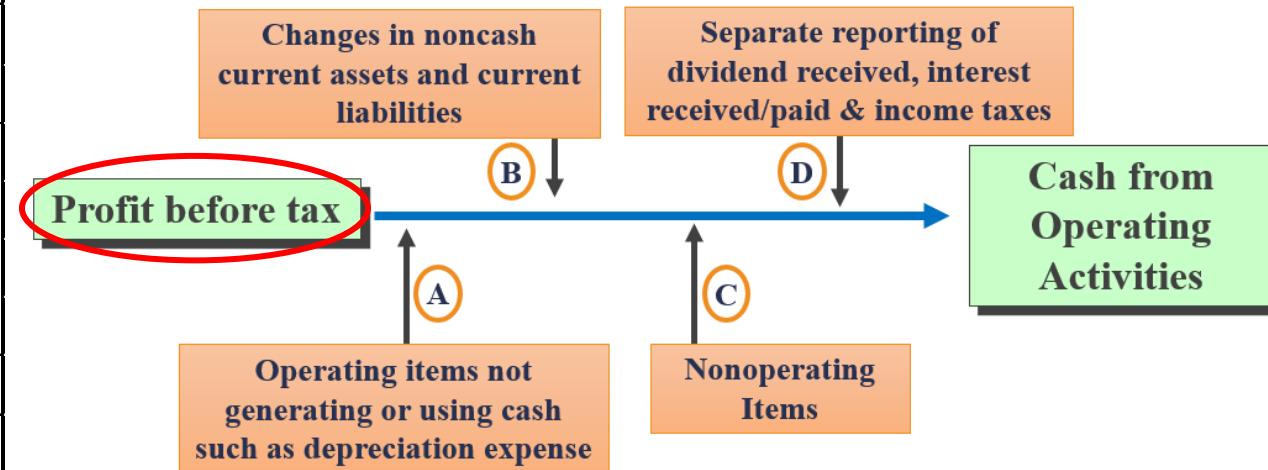 Changes in noncash
current assets and current
liabilities
Separate reporting of
dividend received, interest
received/paid & income taxes
B
D
Profit before tax
Cash from
Operating
Activities
A
C
Operating items not
generating or using cash
such as depreciation expense
Nonoperating
Items